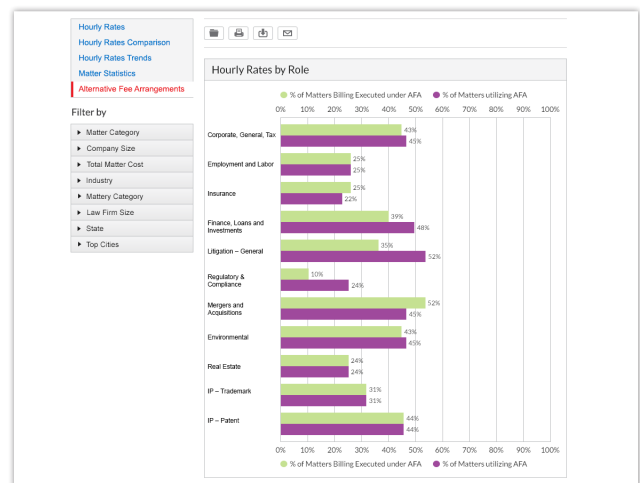 Hourly Rates
Hourly Rates Comparison
Hourly Rates Trends
Matter Statistics
Alternative Fee Arrangements
Filter by
Matter Category
Company Size
Total Matter Cost
Industry
Mattery Category
Law Firm Size
State
Top Cities
Hourly Rates by Role
% of Matters Billing Executed under AFA % of Matters utilizing AFA
0% 10% 20% 30% 40% 50% 60% 70% 80% 90% 100%
Corporate, General, Tax
43%
45%
Employment and Labor
25%
25%
Insurance
25%
22%
Finance, Loans and
Investments
39%
48%
Litigation – General
35%
52%
Regulatory &
Compliance
10%
24%
Mergers and
Acquisitions
52%
45%
Environmental
43%
45%
Real Estate
24%
24%
IP – Trademark
31%
31%
IP – Patent
44%
44%
0% 10% 20% 30% 40% 50% 60% 70% 80% 90% 100%
% of Matters Billing Executed under AFA % of Matters utilizing AFA